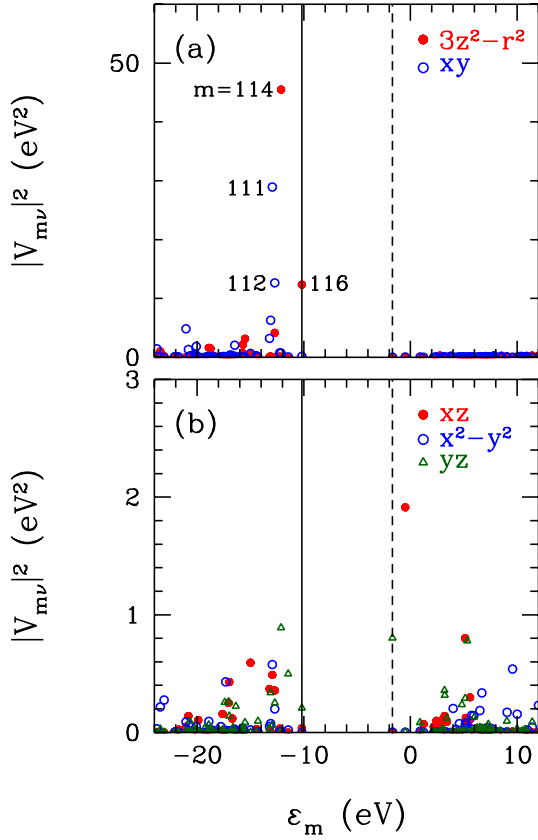 (a)
3z²−r²
xy
50
m=114
111
112
116
0
|V_mν|² (eV²)
3
(b)
xz
x²−y²
yz
2
1
0
|V_mν|² (eV²)
−20
−10
0
10
ε_m (eV)